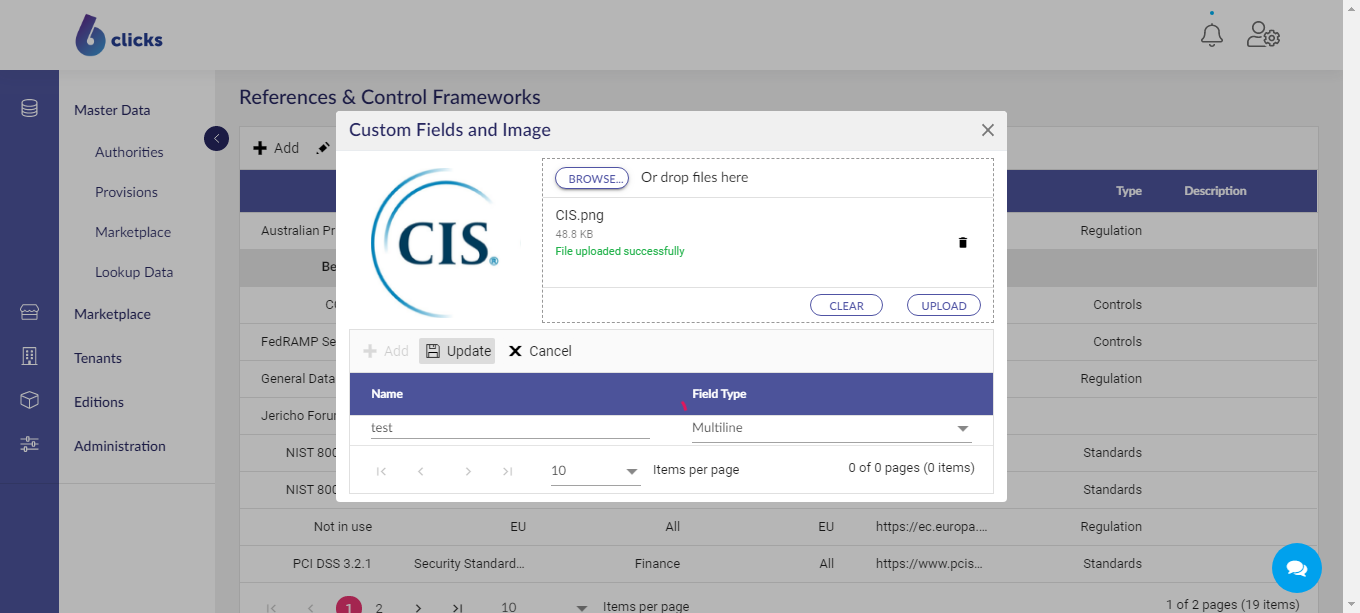 6clicks
Master Data
Authorities
Provisions
Marketplace
Lookup Data
Marketplace
Tenants
Editions
Administration
References & Control Frameworks
Add
Type Description
Australian Pr Regulation
Be
Controls
FedRAMP Se Controls
General Data Regulation
Jericho Foru
NIST 800 Standards
NIST 800 Standards
Not in use EU All EU https://ec.europa.... Regulation
PCI DSS 3.2.1 Security Standard... Finance All https://www.pcis... Standards
1 2 10 Items per page 1 of 2 pages (19 items)
Custom Fields and Image
CIS®
BROWSE... Or drop files here
CIS.png
48.8 KB
File uploaded successfully
CLEAR UPLOAD
Add Update Cancel
Name Field Type
test Multiline
10 Items per page 0 of 0 pages (0 items)